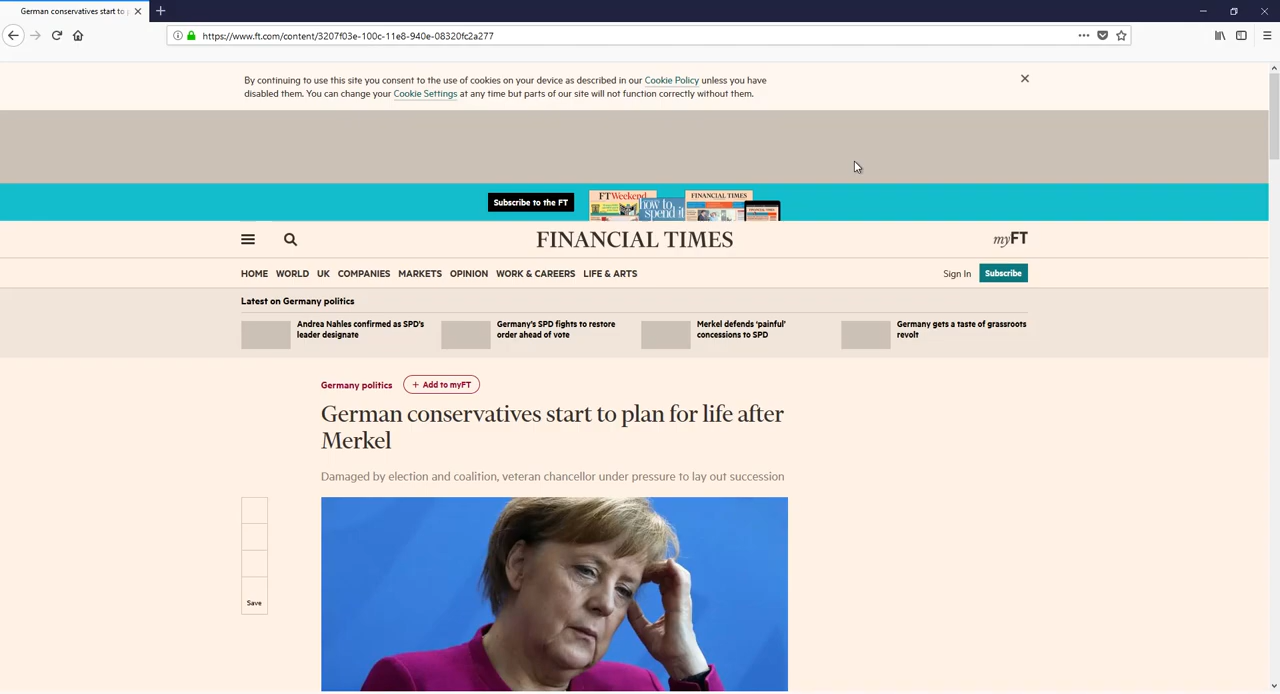 German conservatives start to
https://www.ft.com/content/3207f03e-100c-11e8-940e-08320fc2a277
By continuing to use this site you consent to the use of cookies on your device as described in our Cookie Policy unless you have
disabled them. You can change your Cookie Settings at any time but parts of our site will not function correctly without them.
Subscribe to the FT
FTWeekend
how to
spend it
FINANCIAL TIMES
FINANCIAL TIMES
myFT
HOME WORLD UK COMPANIES MARKETS OPINION WORK & CAREERS LIFE & ARTS
Sign In
Subscribe
Latest on Germany politics
Andrea Nahles confirmed as SPD's
leader designate
Germany's SPD fights to restore
order ahead of vote
Merkel defends ‘painful’
concessions to SPD
Germany gets a taste of grassroots
revolt
Germany politics
+ Add to myFT
German conservatives start to plan for life after
Merkel
Damaged by election and coalition, veteran chancellor under pressure to lay out succession
Save